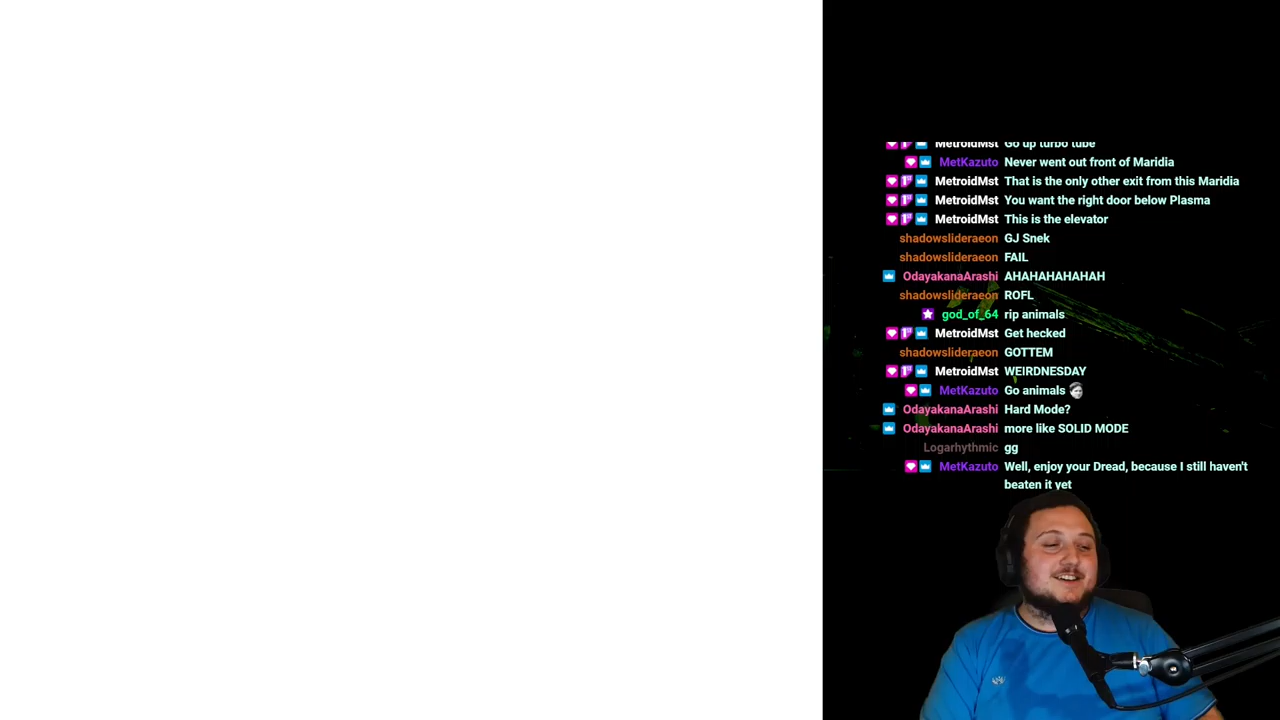 MetroidMst Go up turbo tube
MetKazuto Never went out front of Maridia
MetroidMst That is the only other exit from this Maridia
MetroidMst You want the right door below Plasma
MetroidMst This is the elevator
shadowslideraeon GJ Snek
shadowslideraeon FAIL
OdayakanaArashi AHAHAHAHAHAH
shadowslideraeon ROFL
god_of_64 rip animals
MetroidMst Get hecked
shadowslideraeon GOTTEM
MetroidMst WEIRDNESDAY
MetKazuto Go animals
OdayakanaArashi Hard Mode?
OdayakanaArashi more like SOLID MODE
Logarhythmic gg
MetKazuto Well, enjoy your Dread, because I still haven't
beaten it yet